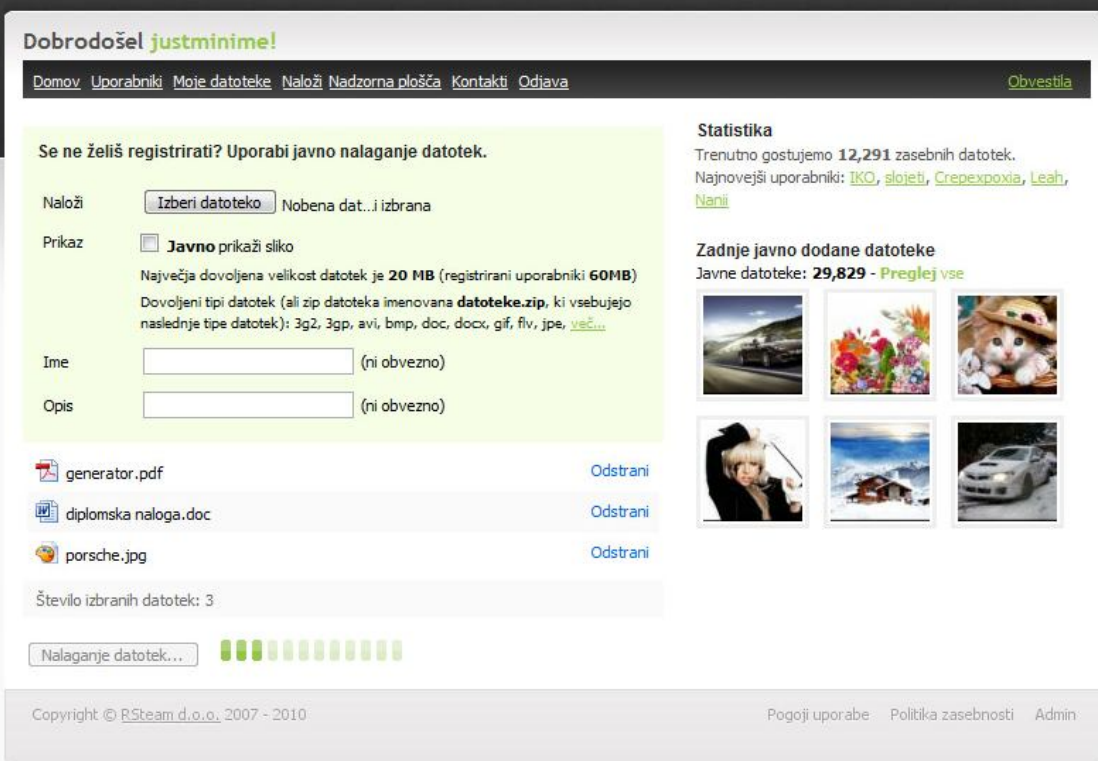 Dobrodošel justminime!
Domov Uporabniki Moje datoteke Naloži Nadzorna plošča Kontakti Odjava Obvestila
Se ne želiš registrirati? Uporabi javno nalaganje datotek.
Naloži Izberi datoteko Nobena dat...i izbrana
Prikaz Javno prikaži sliko
Največja dovoljena velikost datotek je 20 MB (registrirani uporabniki 60MB)
Dovoljeni tipi datotek (ali zip datoteka imenovana datoteke.zip, ki vsebujejo
naslednje tipe datotek): 3g2, 3gp, avi, bmp, doc, docx, gif, flv, jpe, več...
Ime (ni obvezno)
Opis (ni obvezno)
generator.pdf Odstrani
diplomska naloga.doc Odstrani
porsche.jpg Odstrani
Število izbranih datotek: 3
Nalaganje datotek...
Statistika
Trenutno gostujemo 12,291 zasebnih datotek.
Najnovejši uporabniki: IKO, slojeti, Crepexpoxia, Leah,
Nanii
Zadnje javno dodane datoteke
Javne datoteke: 29,829 - Preglej vse
Copyright © RSteam d.o.o. 2007 - 2010 Pogoji uporabe Politika zasebnosti Admin